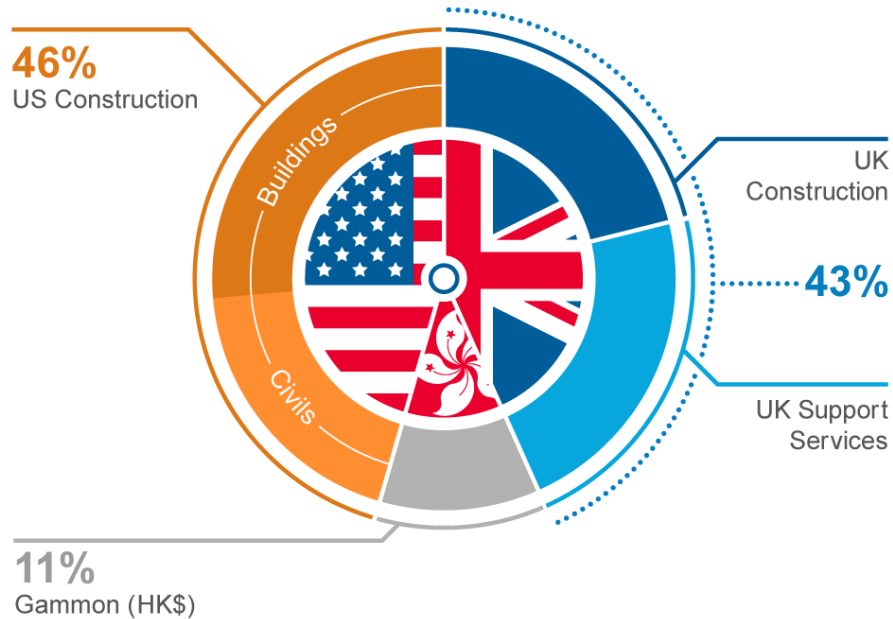 46%
US Construction
Buildings
Civils
UK
Construction
43%
UK Support
Services
11%
Gammon (HK$)